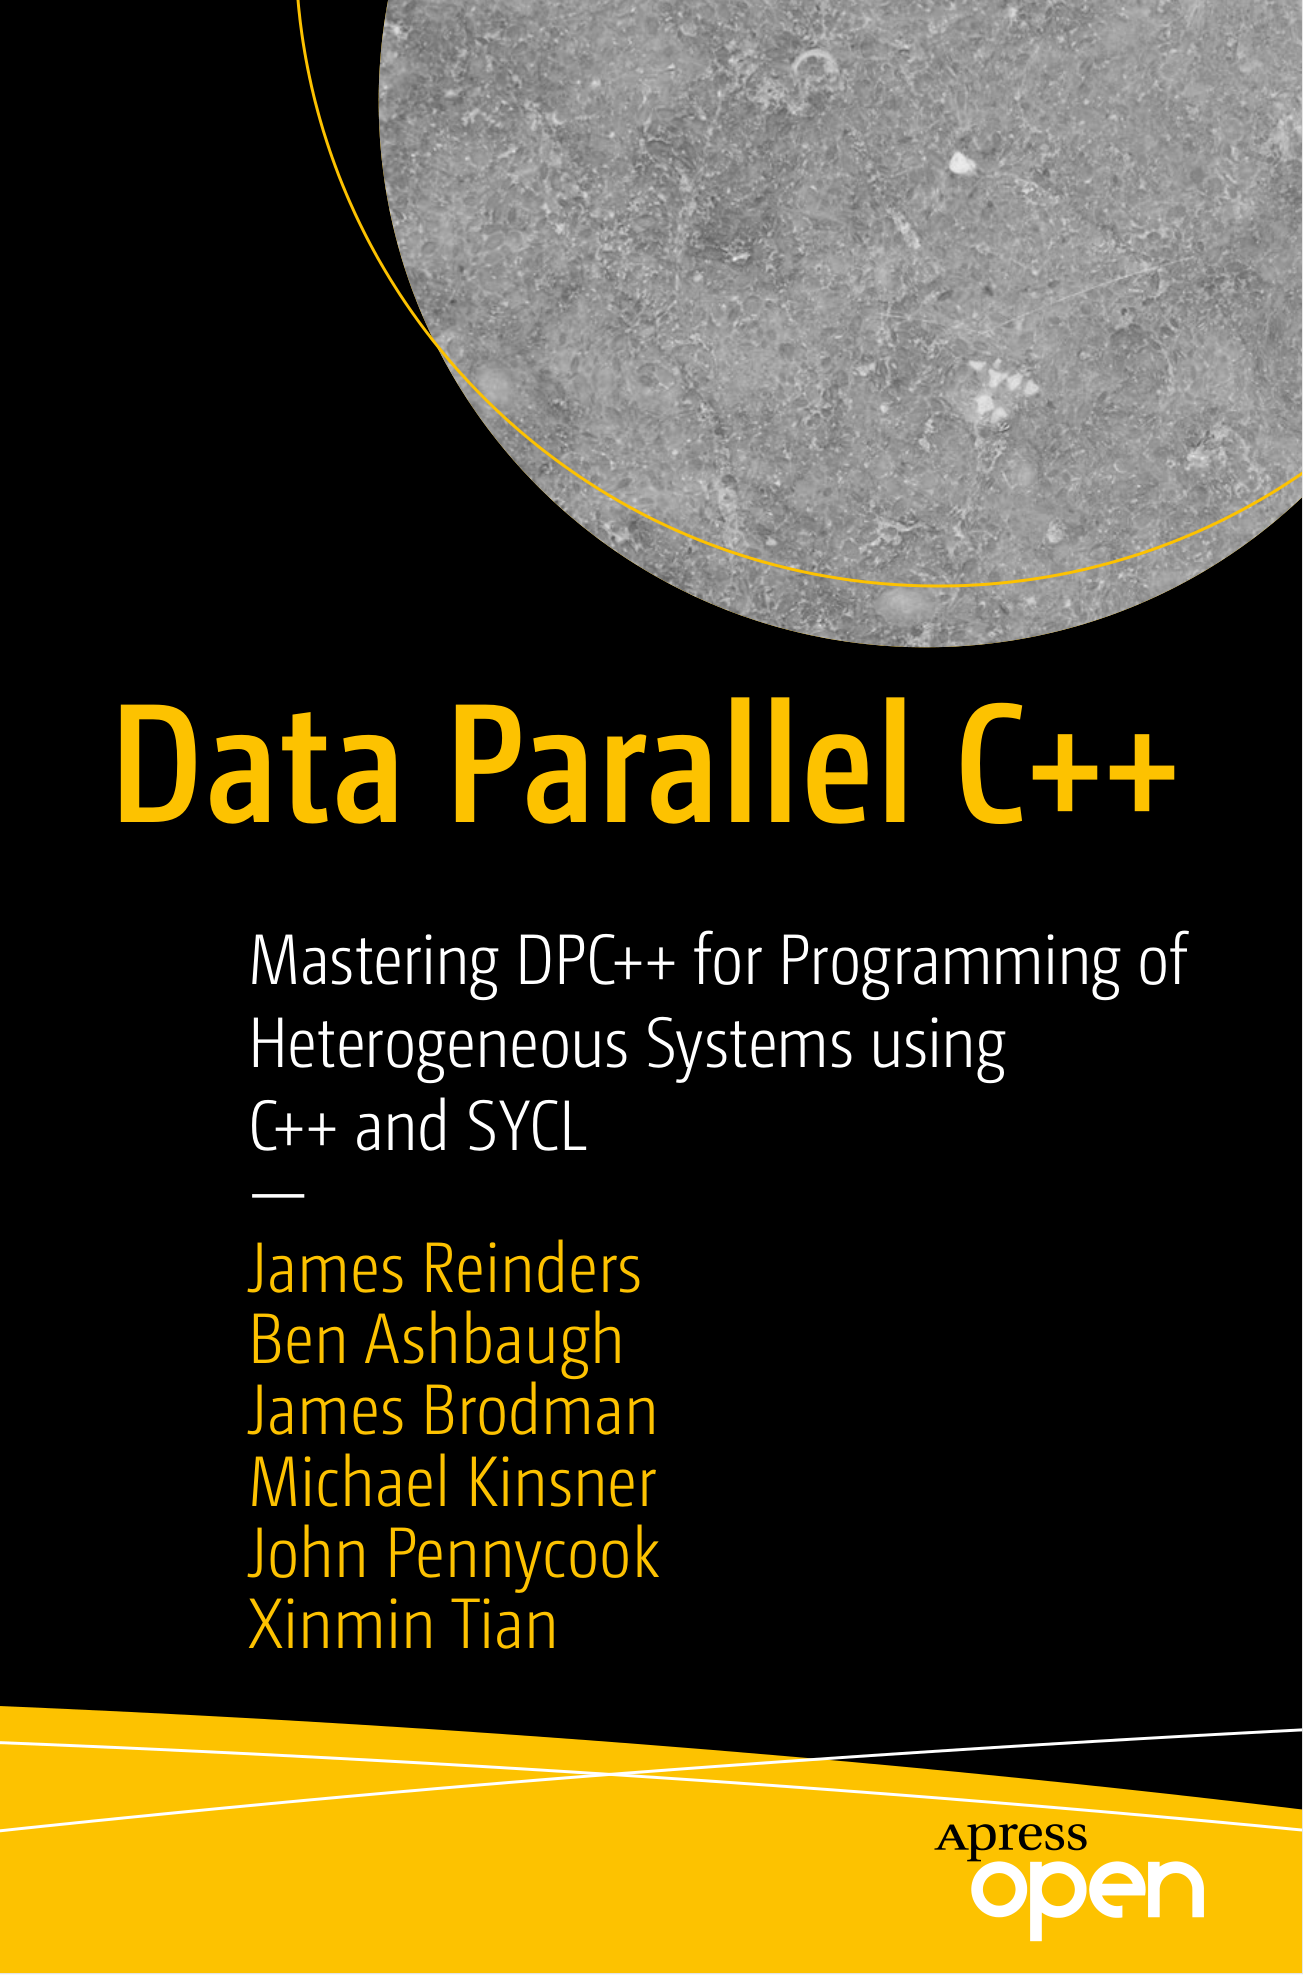 Data Parallel C++
Mastering DPC++ for Programming of
Heterogeneous Systems using
C++ and SYCL
James Reinders
Ben Ashbaugh
James Brodman
Michael Kinsner
John Pennycook
Xinmin Tian
Apress
open